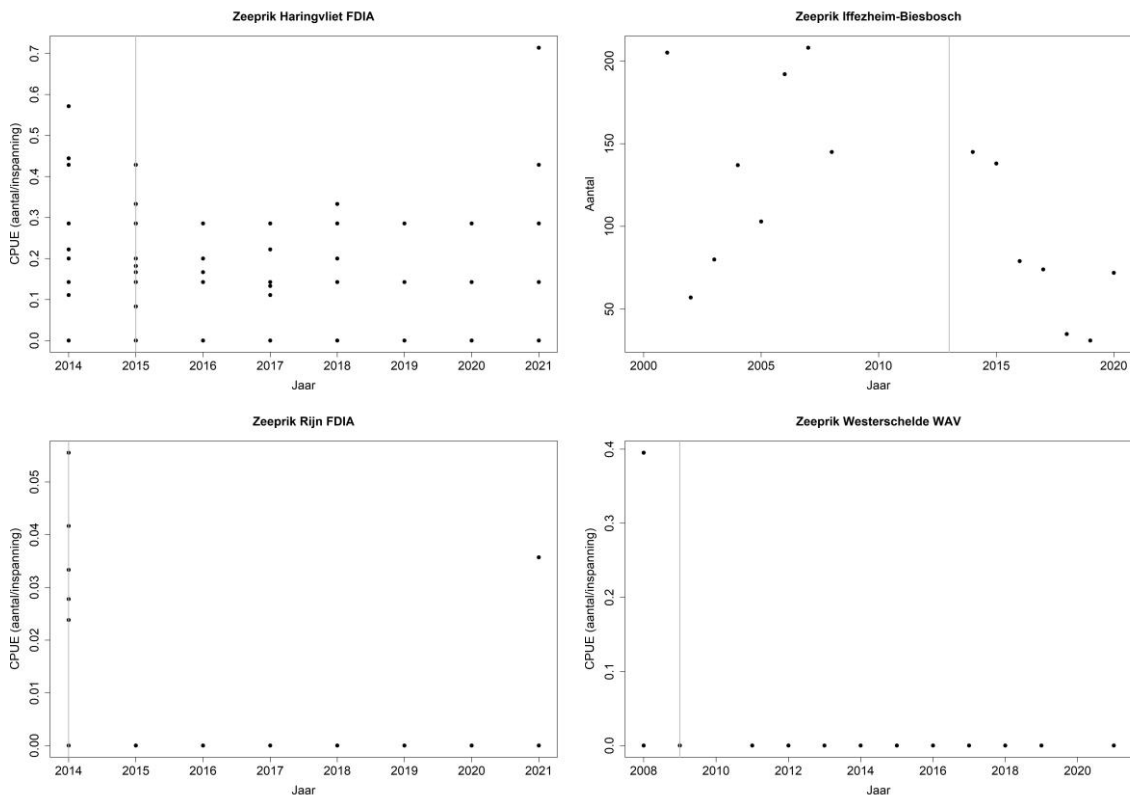 Zeeprik Haringvliet FDIA
CPUE (aantal/inspanning)
0.7
0.6
0.5
0.4
0.3
0.2
0.1
0.0
2014 2015 2016 2017 2018 2019 2020 2021
Jaar
Zeeprik Iffezheim-Biesbosch
Aantal
200
150
100
50
2000 2005 2010 2015 2020
Jaar
Zeeprik Rijn FDIA
CPUE (aantal/inspanning)
0.05
0.04
0.03
0.02
0.01
0.00
2014 2015 2016 2017 2018 2019 2020 2021
Jaar
Zeeprik Westerschelde WAV
CPUE (aantal/inspanning)
0.4
0.3
0.2
0.1
0.0
2008 2010 2012 2014 2016 2018 2020
Jaar